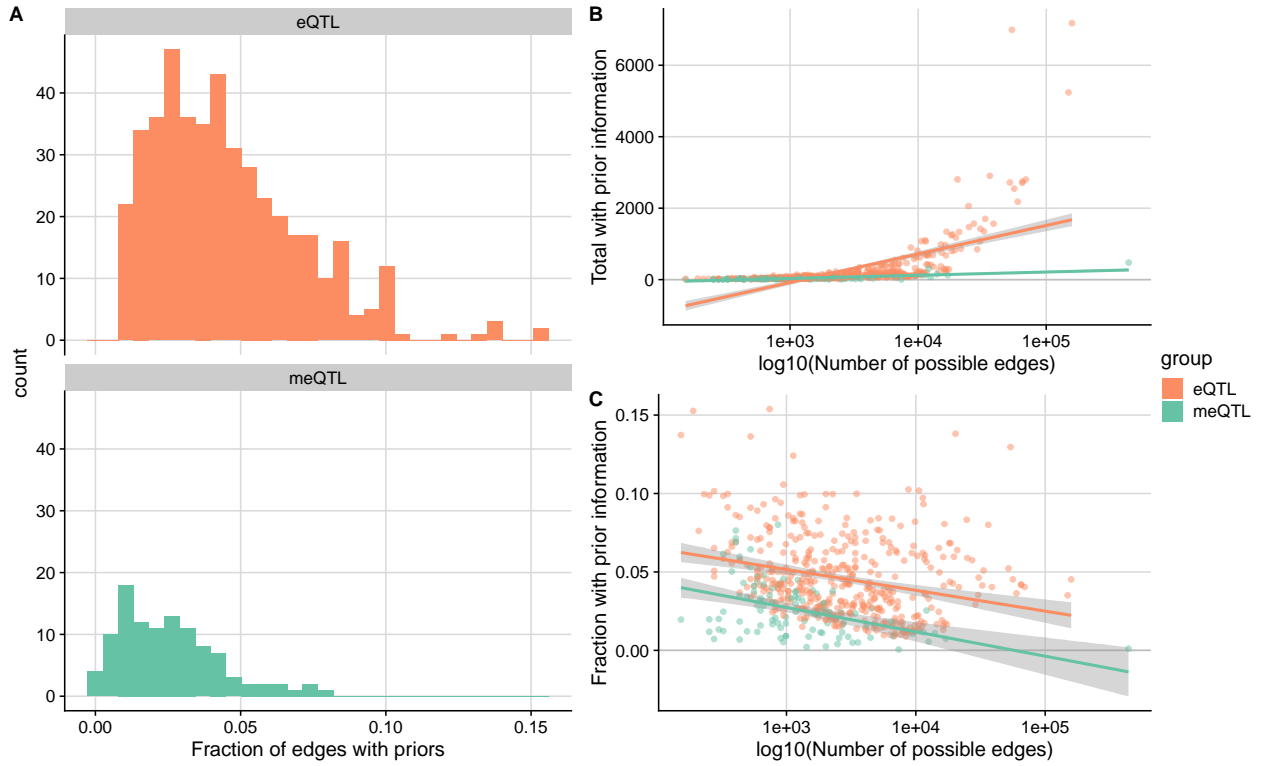 A
eQTL
40
30
20
10
0
meQTL
40
30
20
10
0
count
0.00
0.05
0.10
0.15
Fraction of edges with priors
B
6000
4000
2000
0
Total with prior information
1e+03
1e+04
1e+05
log10(Number of possible edges)
C
0.15
0.10
0.05
0.00
Fraction with prior information
1e+03
1e+04
1e+05
log10(Number of possible edges)
group
eQTL
meQTL